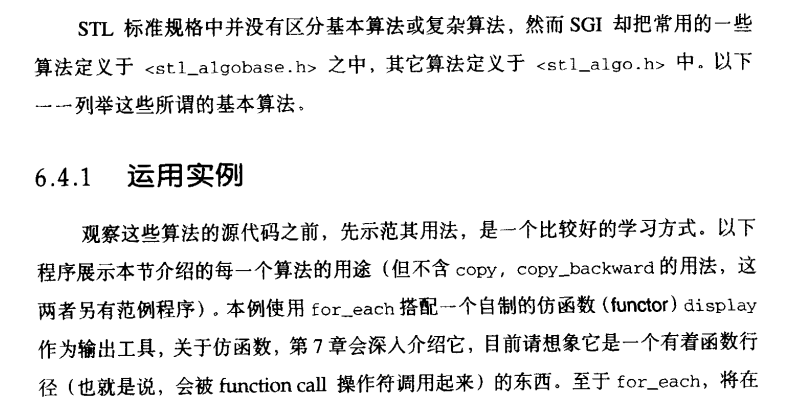 STL 标准规格中并没有区分基本算法或复杂算法，然而 SGI 却把常用的一些
算法定义于 <stl_algobase.h> 之中，其它算法定义于 <stl_algo.h> 中。以下
一一列举这些所谓的基本算法。
6.4.1 运用实例
观察这些算法的源代码之前，先示范其用法，是一个比较好的学习方式。以下
程序展示本节介绍的每一个算法的用途（但不含 copy, copy_backward 的用法，这
两者另有范例程序）。本例使用 for_each 搭配一个自制的仿函数（functor）display
作为输出工具，关于仿函数，第 7 章会深入介绍它，目前请想象它是一个有着函数行
径（也就是说，会被 function call 操作符调用起来）的东西。至于 for_each，将在